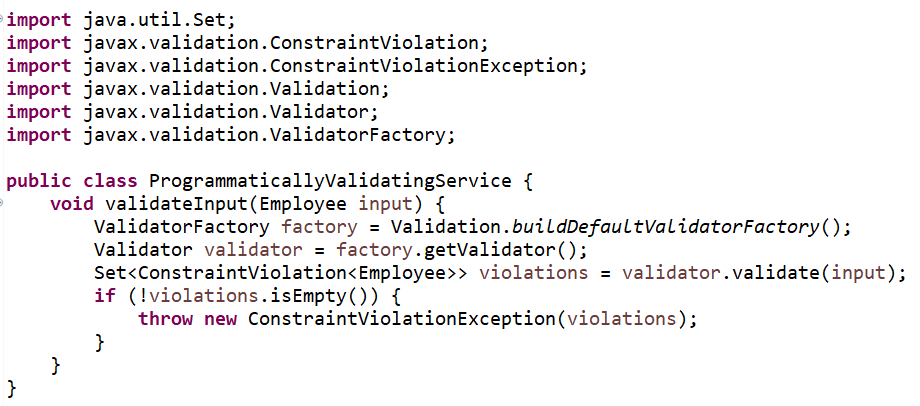 import java.util.Set;
import javax.validation.ConstraintViolation;
import javax.validation.ConstraintViolationException;
import javax.validation.Validation;
import javax.validation.Validator;
import javax.validation.ValidatorFactory;

public class ProgrammaticallyValidatingService {
    void validateInput(Employee input) {
        ValidatorFactory factory = Validation.buildDefaultValidatorFactory();
        Validator validator = factory.getValidator();
        Set<ConstraintViolation<Employee>> violations = validator.validate(input);
        if (!violations.isEmpty()) {
            throw new ConstraintViolationException(violations);
        }
    }
}